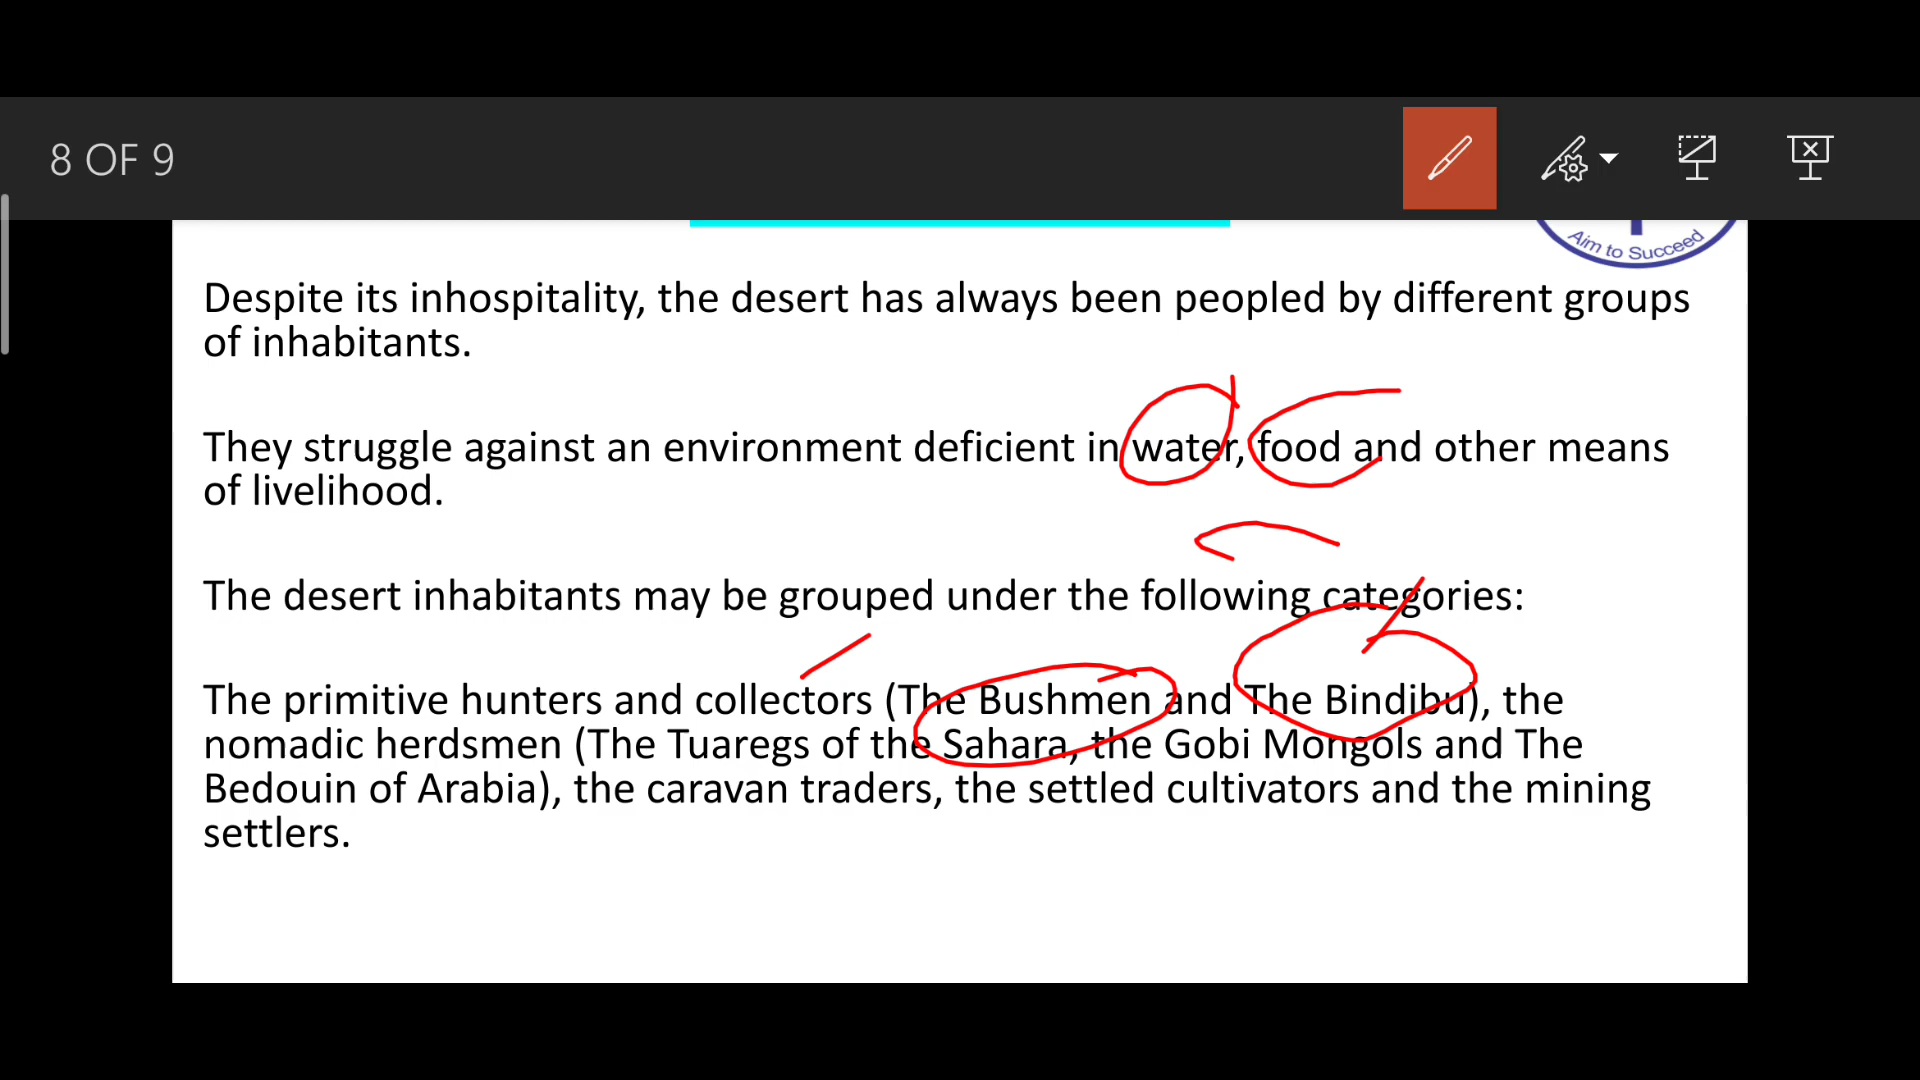 8 OF 9
Aim to Succeed
Despite its inhospitality, the desert has always been peopled by different groups
of inhabitants.
They struggle against an environment deficient in water, food and other means
of livelihood.
The desert inhabitants may be grouped under the following categories:
The primitive hunters and collectors (The Bushmen and The Bindibu), the
nomadic herdsmen (The Tuaregs of the Sahara, the Gobi Mongols and The
Bedouin of Arabia), the caravan traders, the settled cultivators and the mining
settlers.